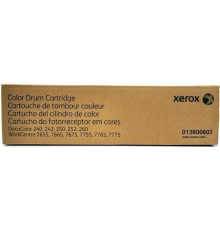 Color Drum Cartridge
Cartouche de tambour couleur
Cartucho del cilindro de color
Cartucho do fotorreceptor em cores
DocuColor 240, 242, 250, 252, 260
WorkCentre 7655, 7665, 7675, 7755, 7765, 7775
xerox
013R00603